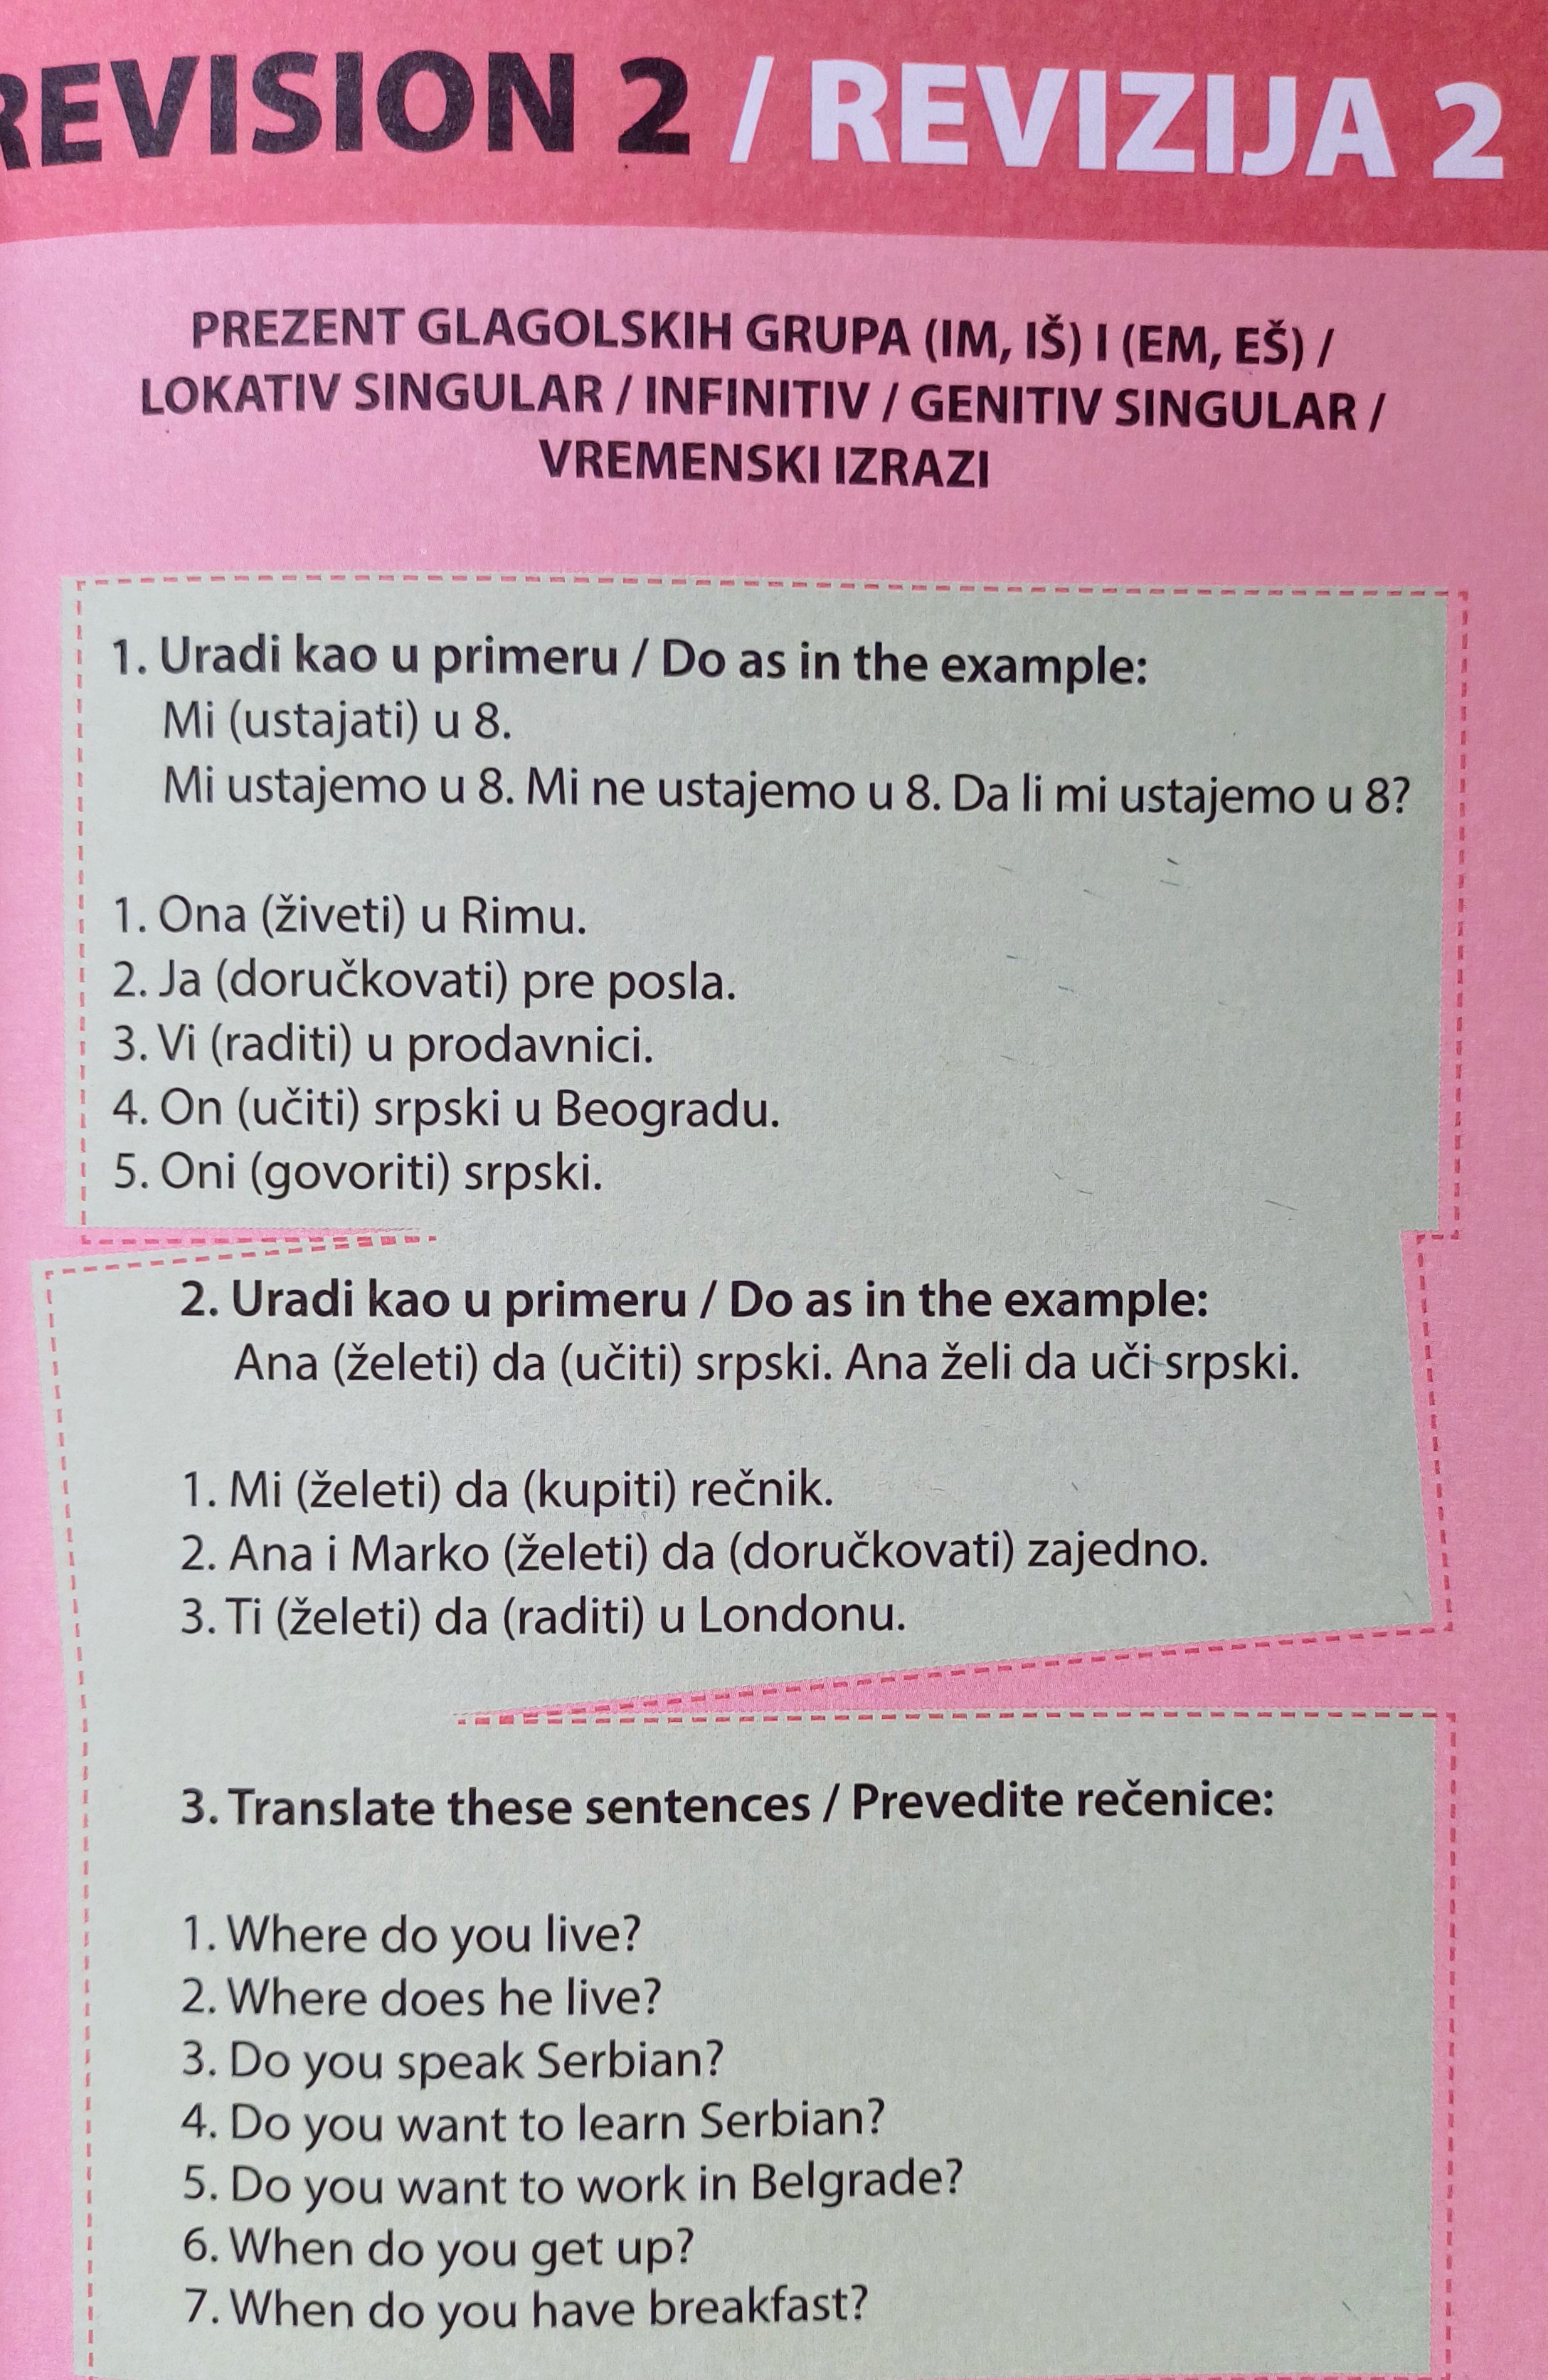 REVISION 2 / REVIZIJA 2
PREZENT GLAGOLSKIH GRUPA (IM, IŠ) I (EM, EŠ) /
LOKATIV SINGULAR / INFINITIV / GENITIV SINGULAR /
VREMENSKI IZRAZI
1. Uradi kao u primeru / Do as in the example:
Mi (ustajati) u 8.
Mi ustajemo u 8. Mi ne ustajemo u 8. Da li mi ustajemo u 8?
1. Ona (živeti) u Rimu.
2. Ja (doručkovati) pre posla.
3. Vi (raditi) u prodavnici.
4. On (učiti) srpski u Beogradu.
5. Oni (govoriti) srpski.
2. Uradi kao u primeru / Do as in the example:
Ana (želeti) da (učiti) srpski. Ana želi da uči srpski.
1. Mi (želeti) da (kupiti) rečnik.
2. Ana i Marko (želeti) da (doručkovati) zajedno.
3. Ti (želeti) da (raditi) u Londonu.
3. Translate these sentences / Prevedite rečenice:
1. Where do you live?
2. Where does he live?
3. Do you speak Serbian?
4. Do you want to learn Serbian?
5. Do you want to work in Belgrade?
6. When do you get up?
7. When do you have breakfast?